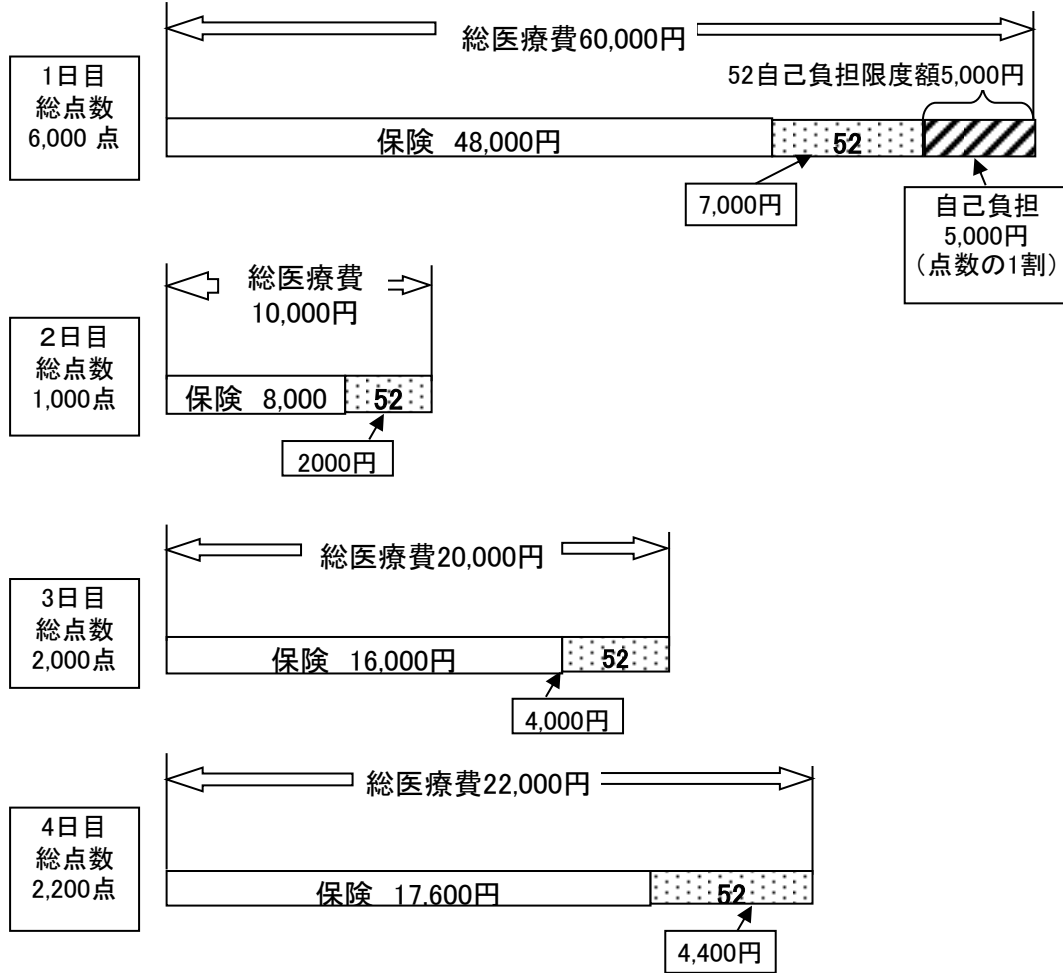 総医療費60,000円
1日目
総点数
6,000 点
52自己負担限度額5,000円
保険 48,000円
52
7,000円
自己負担
5,000円
(点数の1割)
総医療費
10,000円
2日目
総点数
1,000点
保険 8,000
52
2000円
総医療費20,000円
3日目
総点数
2,000点
保険 16,000円
52
4,000円
総医療費22,000円
4日目
総点数
2,200点
保険 17,600円
52
4,400円